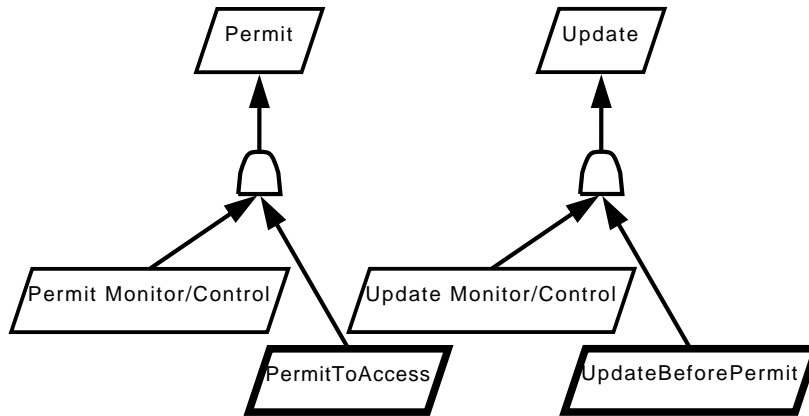 Permit
Update
Permit Monitor/Control
Update Monitor/Control
PermitToAccess
UpdateBeforePermit